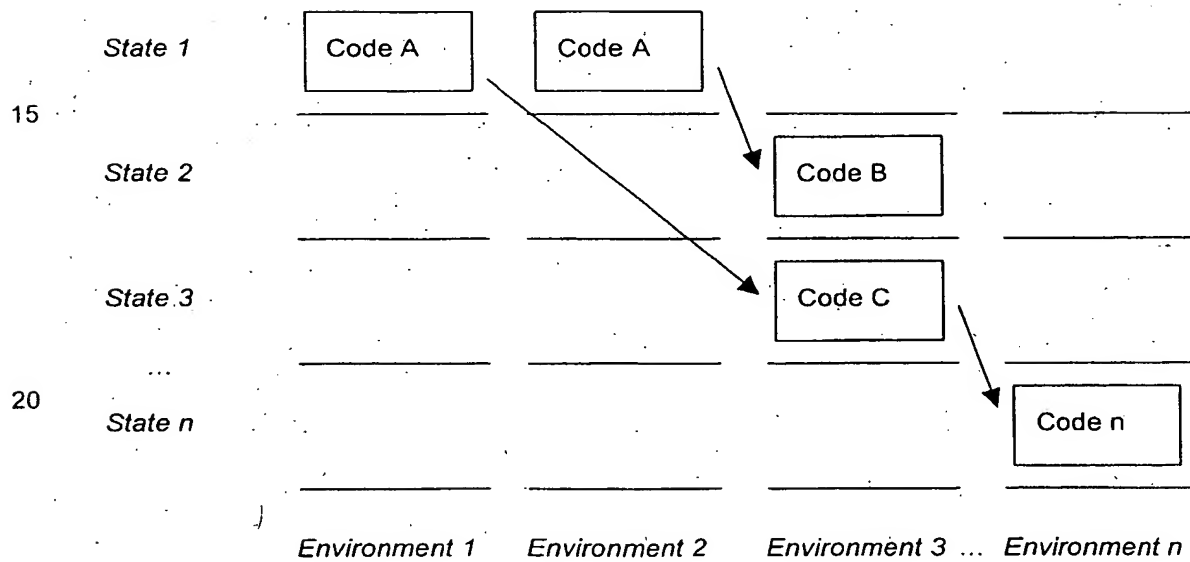 State 1 Code A Code A
15
State 2 Code B
State 3 Code C
...
20
State n Code n
Environment 1 Environment 2 Environment 3 ... Environment n